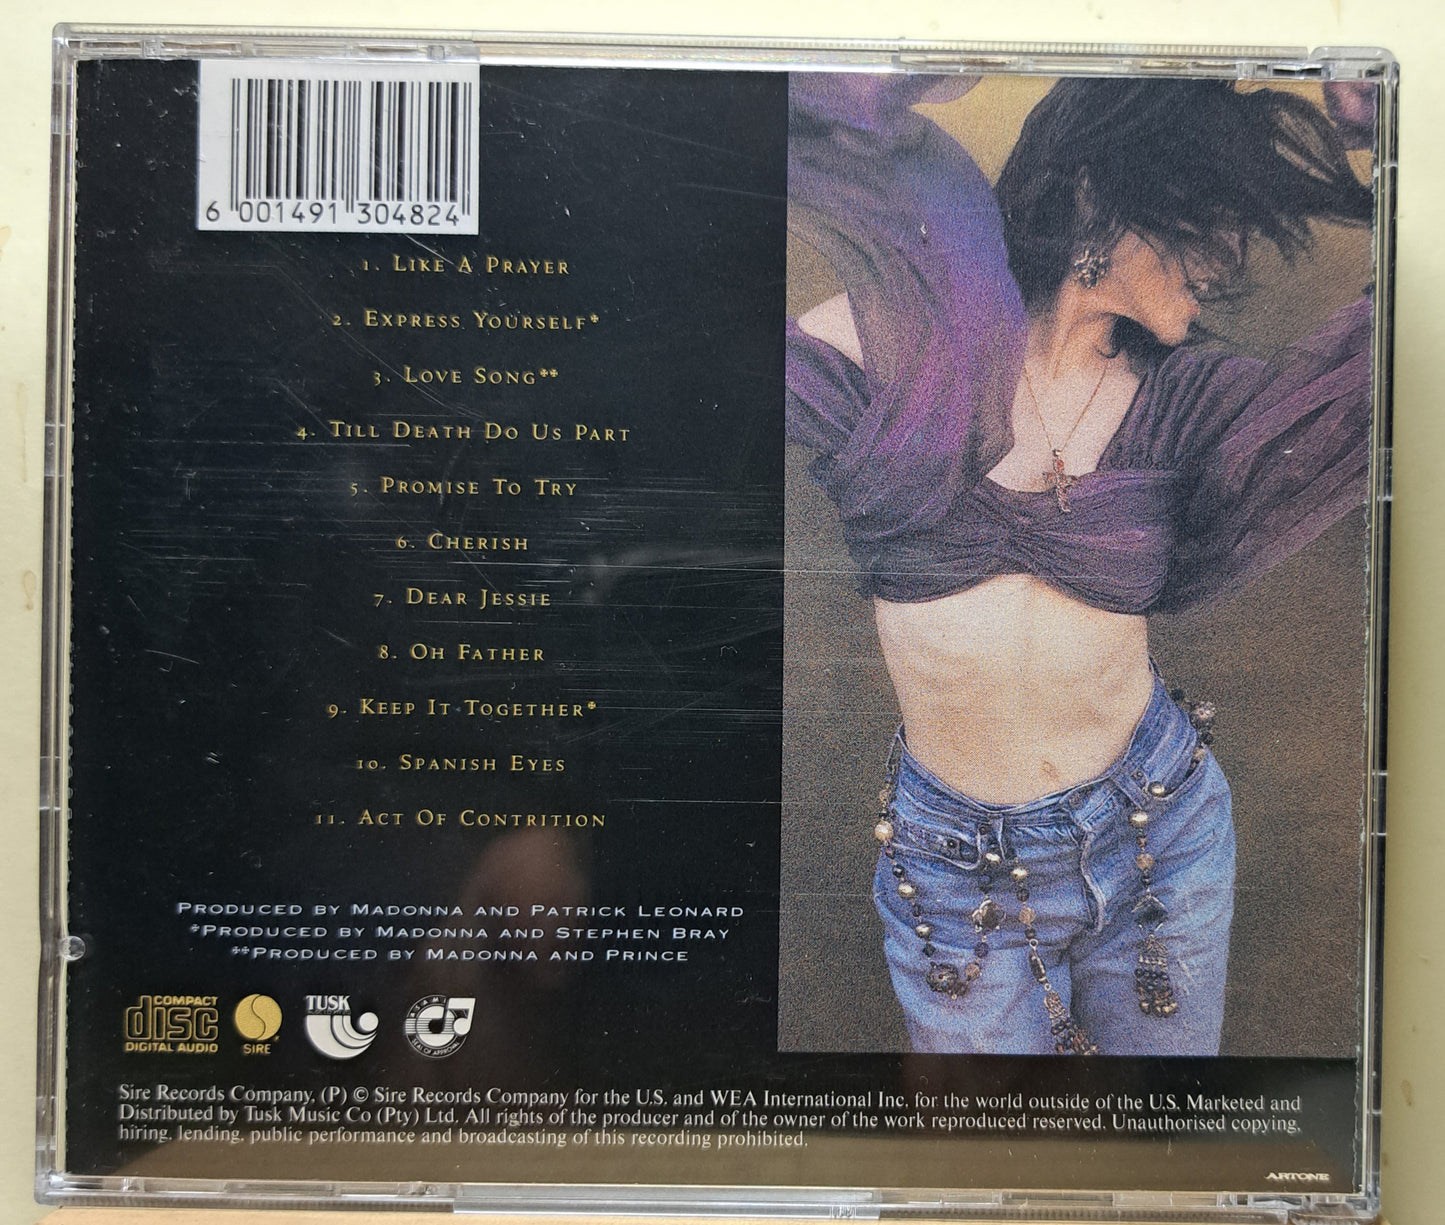 6 001491 304824
1. LIKE A PRAYER
2. EXPRESS YOURSELF*
3. LOVE SONG**
4. TILL DEATH DO US PART
5. PROMISE TO TRY
6. CHERISH
7. DEAR JESSIE
8. OH FATHER
9. KEEP IT TOGETHER*
10. SPANISH EYES
11. ACT OF CONTRITION
PRODUCED BY MADONNA AND PATRICK LEONARD
*PRODUCED BY MADONNA AND STEPHEN BRAY
**PRODUCED BY MADONNA AND PRINCE
COMPACT
disc
DIGITAL AUDIO
SIRE
TUSK
ASAMI
SEAL OF APPROVAL
Sire Records Company, (P) © Sire Records Company for the U.S. and WEA International Inc. for the world outside of the U.S. Marketed and
Distributed by Tusk Music Co (Pty) Ltd. All rights of the producer and of the owner of the work reproduced reserved. Unauthorised copying,
hiring, lending, public performance and broadcasting of this recording prohibited.
ARTONE